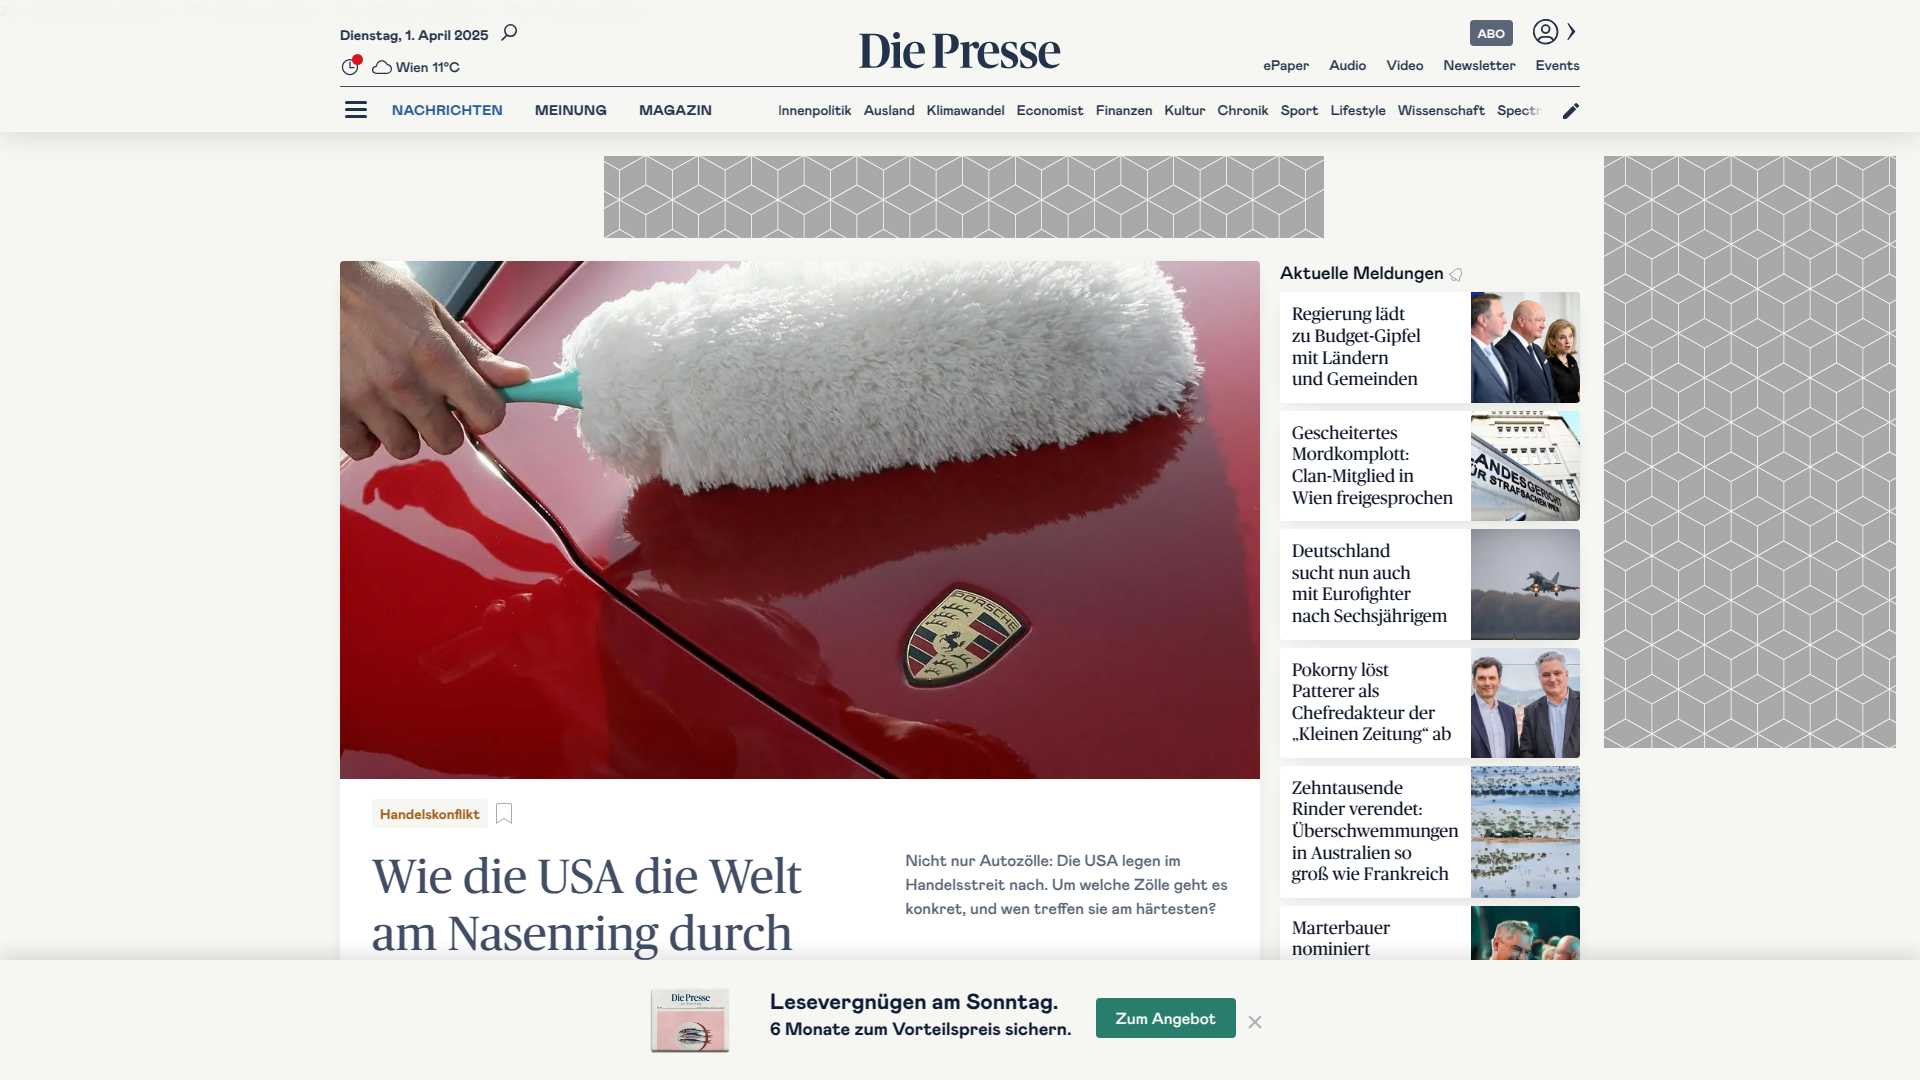 Dienstag, 1. April 2025
Wien 11°C
Die Presse
ABO
ePaper Audio Video Newsletter Events
NACHRICHTEN MEINUNG MAGAZIN
Innenpolitik Ausland Klimawandel Economist Finanzen Kultur Chronik Sport Lifestyle Wissenschaft Spectr
PORSCHE
Handelskonflikt
Wie die USA die Welt
am Nasenring durch
Nicht nur Autozölle: Die USA legen im
Handelsstreit nach. Um welche Zölle geht es
konkret, und wen treffen sie am härtesten?
Aktuelle Meldungen
Regierung lädt
zu Budget-Gipfel
mit Ländern
und Gemeinden
Gescheitertes
Mordkomplott:
Clan-Mitglied in
Wien freigesprochen
LANDESGERICHT
FÜR STRAFSACHEN WIEN
Deutschland
sucht nun auch
mit Eurofighter
nach Sechsjährigem
Pokorny löst
Patterer als
Chefredakteur der
„Kleinen Zeitung“ ab
Zehntausende
Rinder verendet:
Überschwemmungen
in Australien so
groß wie Frankreich
Marterbauer
nominiert
Die Presse
Lesevergnügen am Sonntag.
6 Monate zum Vorteilspreis sichern.
Zum Angebot